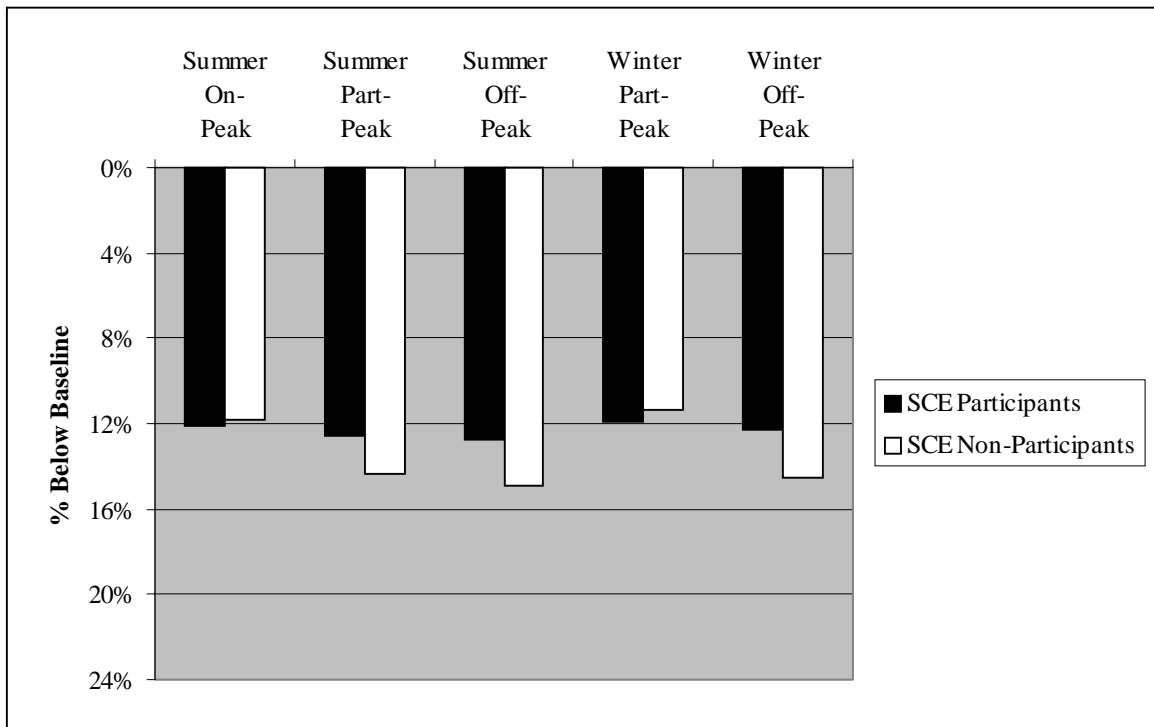 Summer On-Peak
Summer Part-Peak
Summer Off-Peak
Winter Part-Peak
Winter Off-Peak
0%
4%
8%
12%
16%
20%
24%
% Below Baseline
SCE Participants
SCE Non-Participants